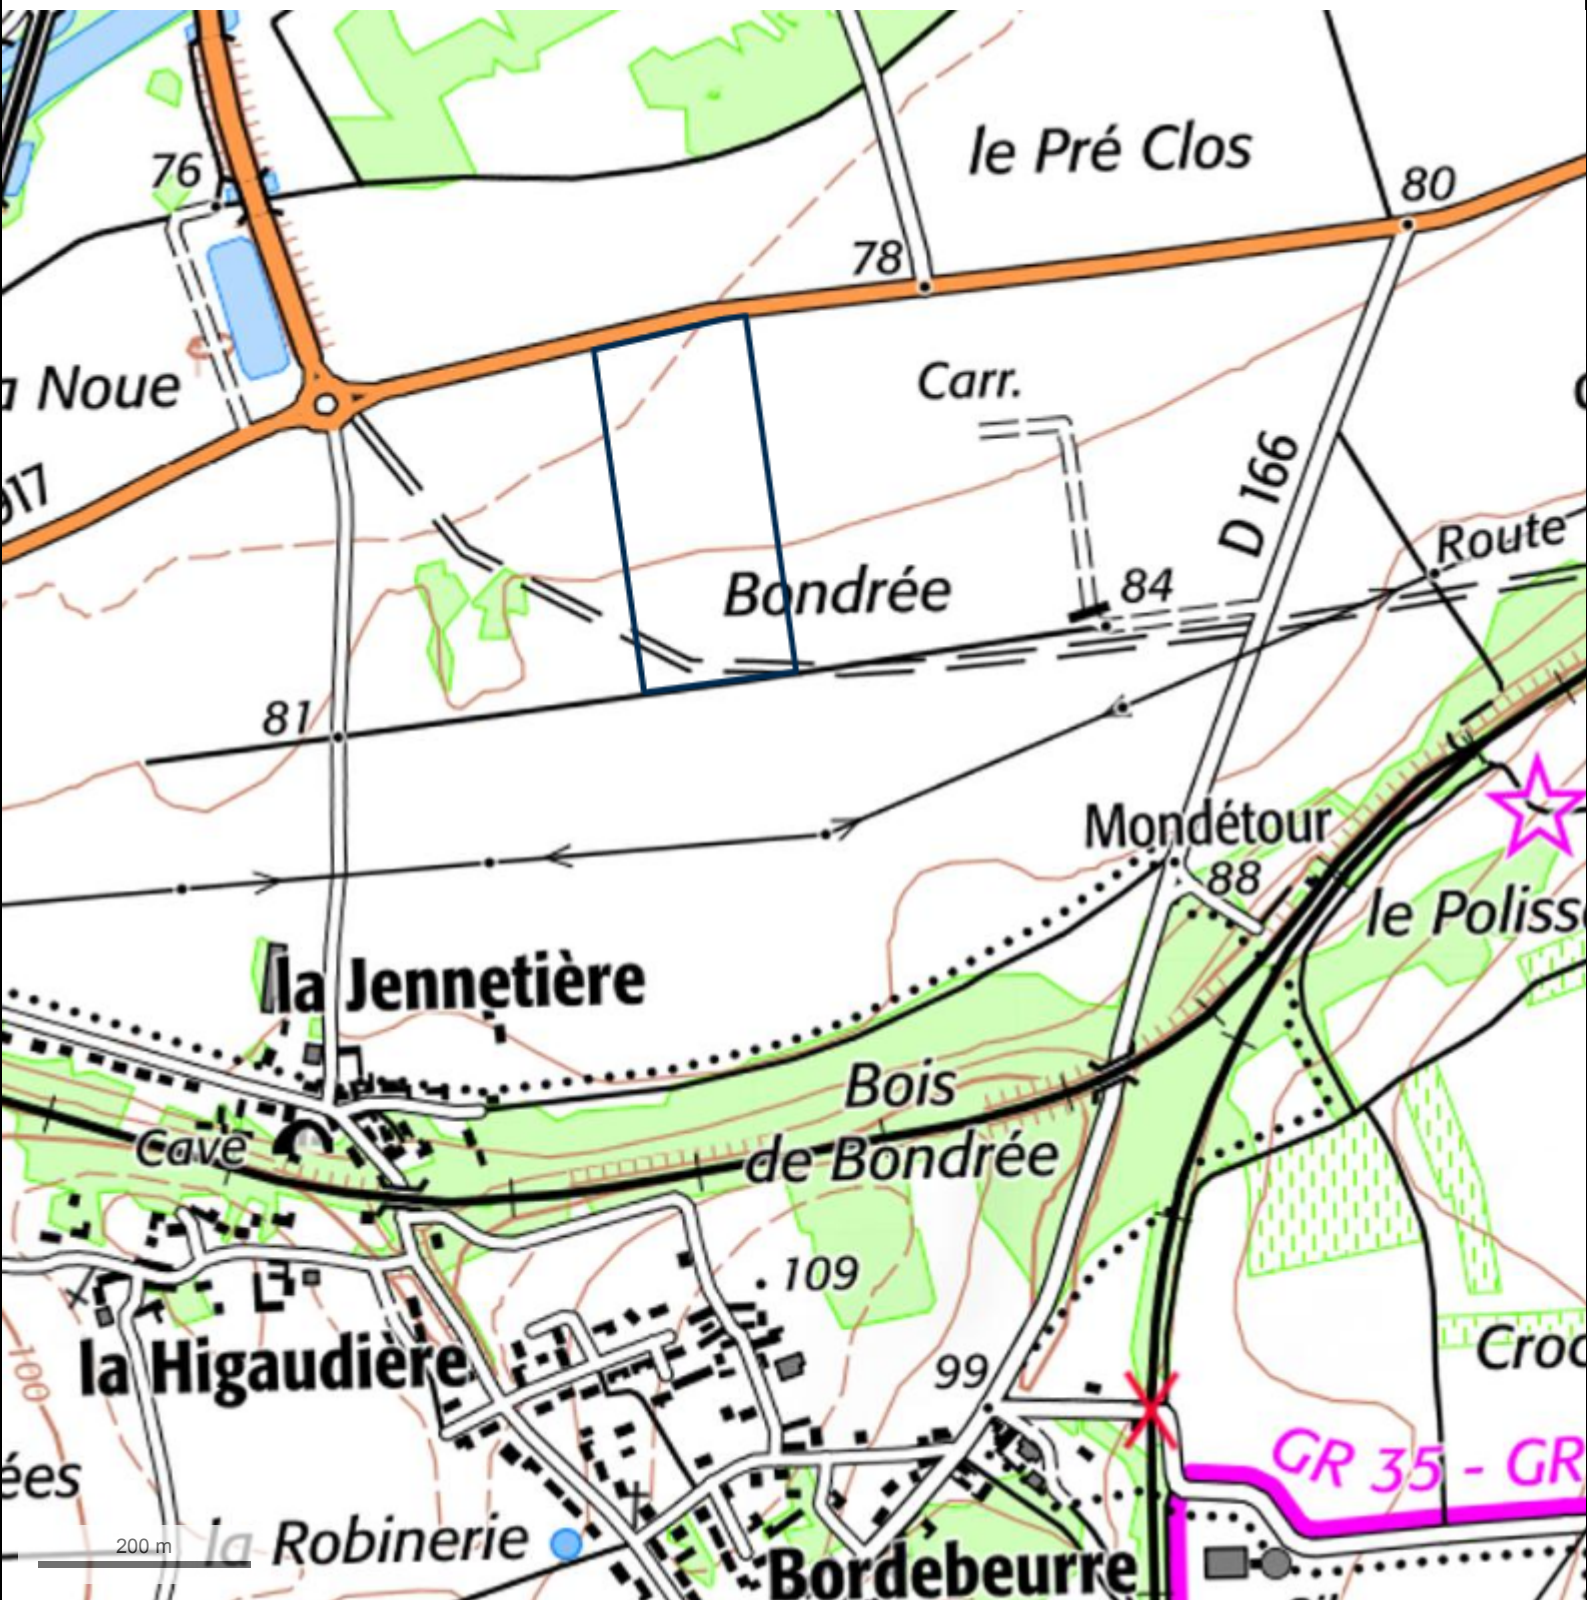 76
le Pré Clos
80
78
Noue
Carr.
917
D 166
Route
Bondrée
84
81
Mondétour
88
le Poliss
la Jennetière
Bois
Cave
de Bondrée
109
la Higaudière
100
99
Croc
ées
GR 35 - GR
200 m
la Robinerie
Bordebeurre